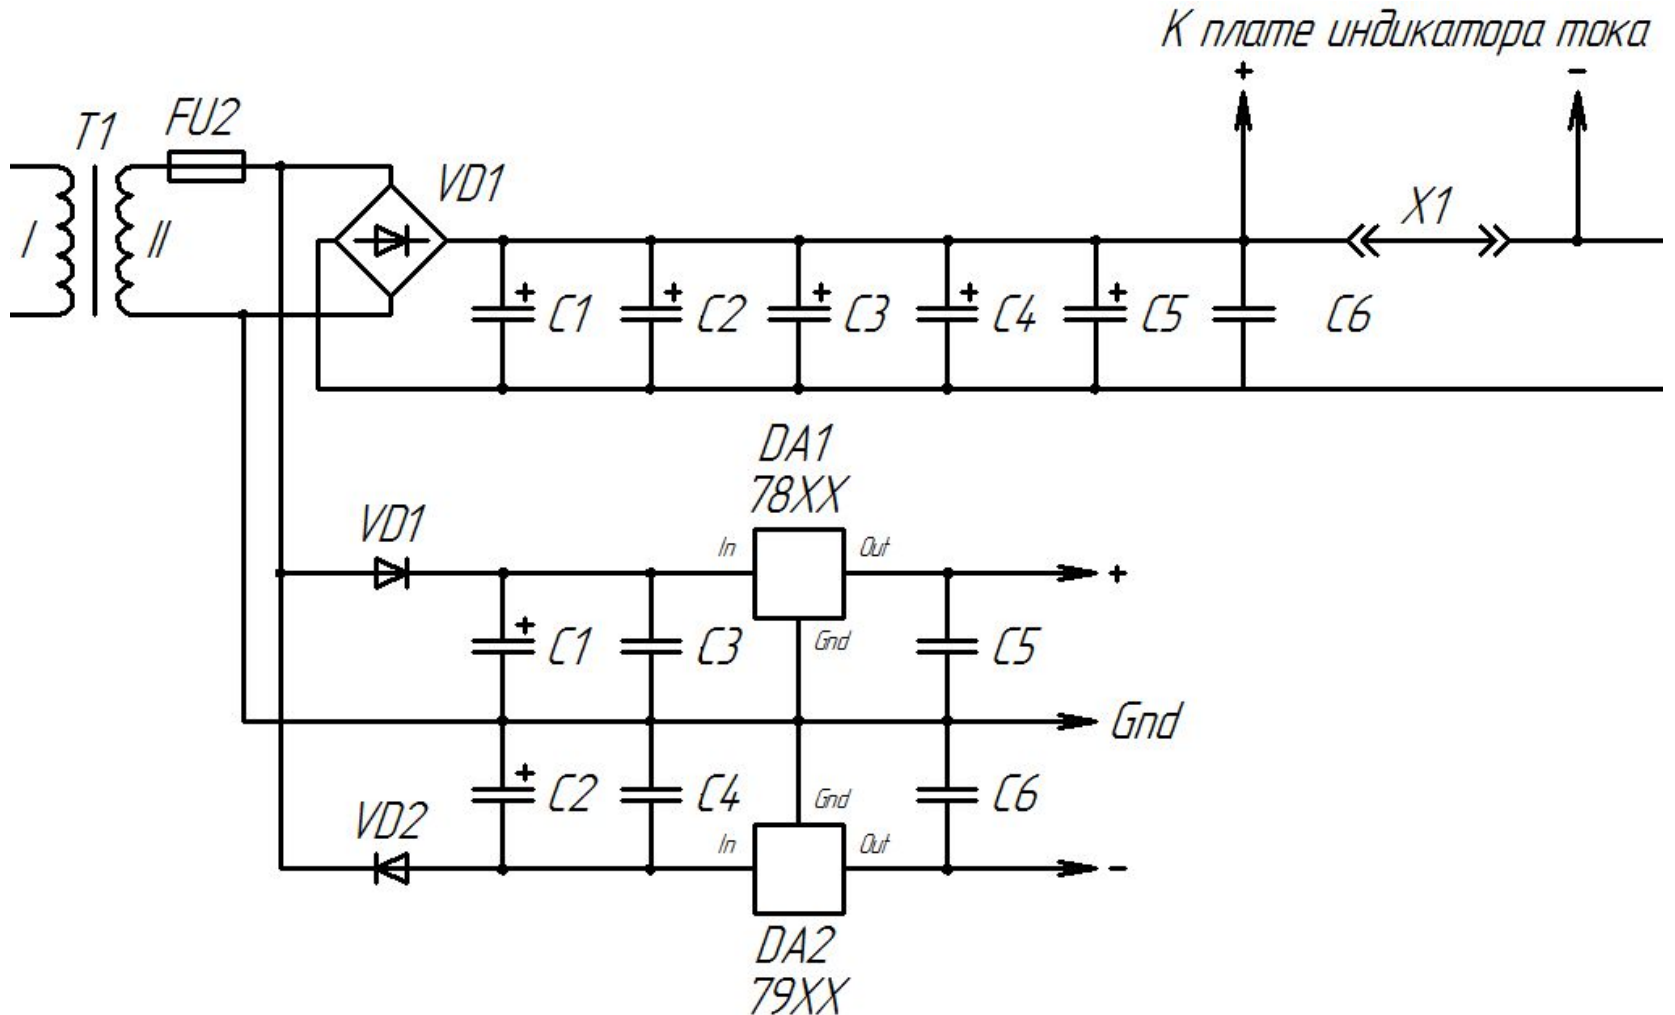 К плате индикатора тока
+
-
T1
FU2
VD1
X1
I
II
+
C1
+
C2
+
C3
+
C4
+
C5
C6
DA1
78XX
VD1
In
Out
+
+
C1
C3
Gnd
C5
Gnd
+
C2
C4
Gnd
C6
VD2
In
Out
-
DA2
79XX